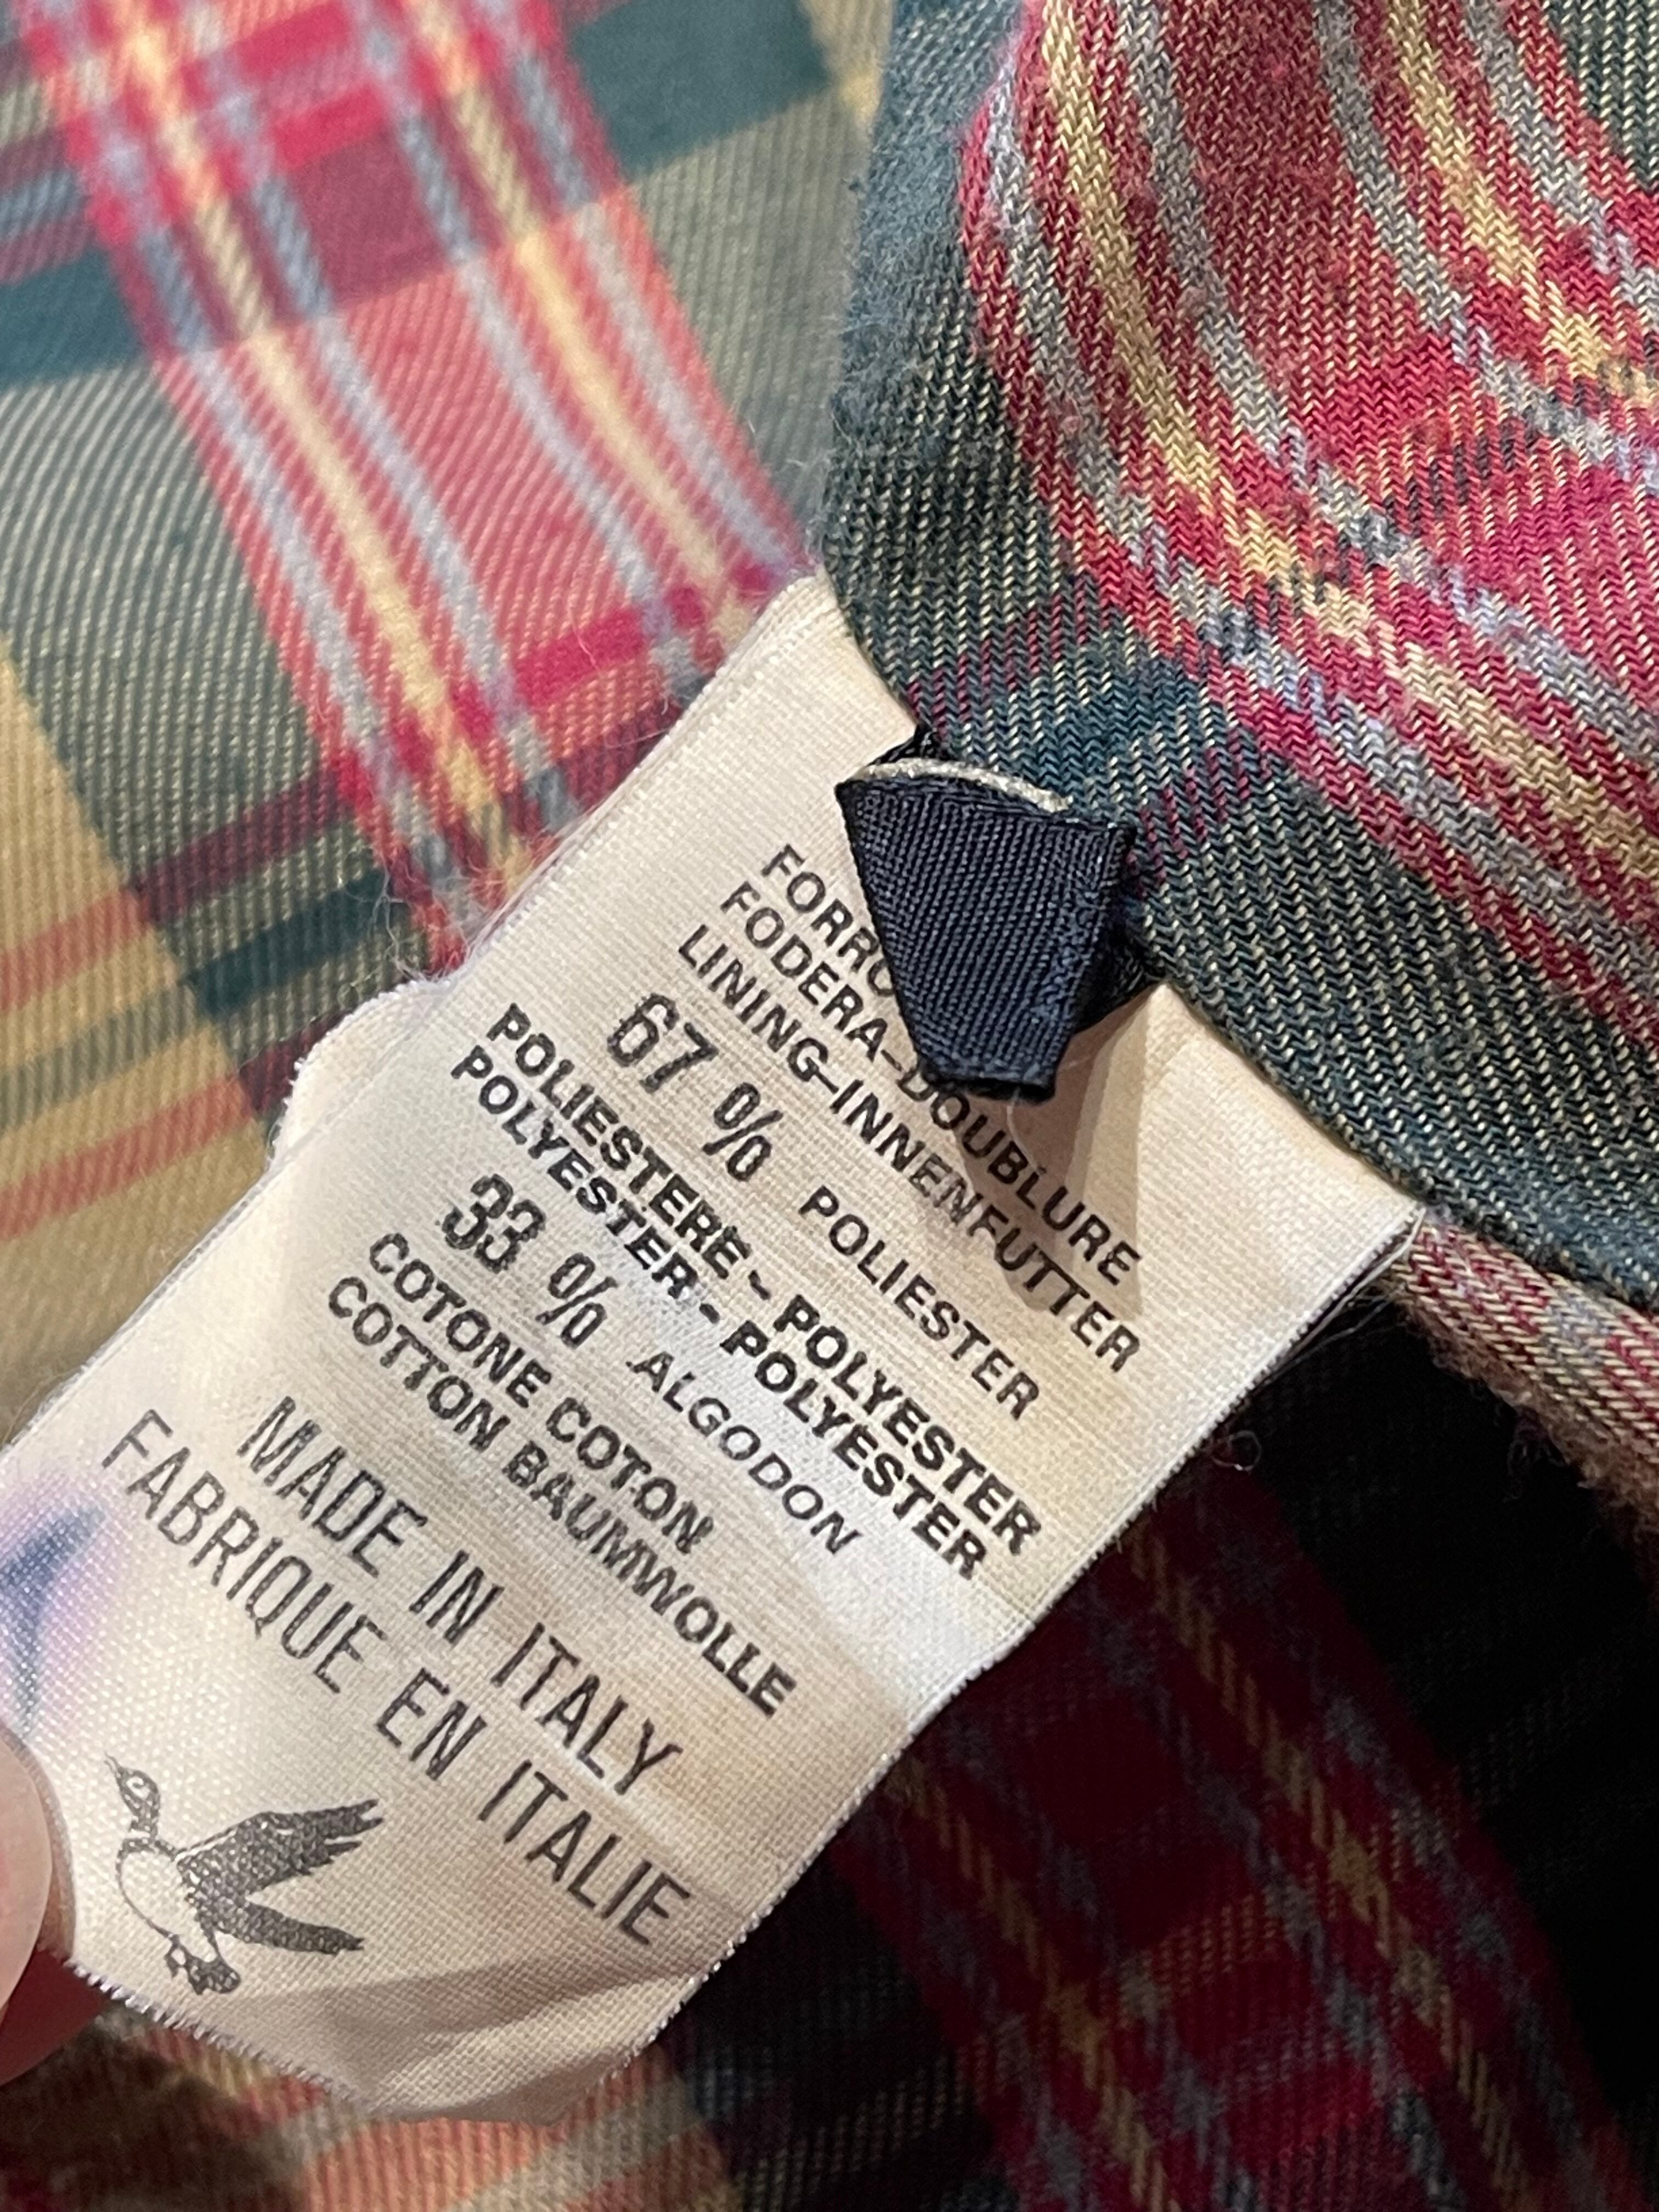 FORRO
FODERA-DOUBLURE
LINING-INNENFUTTER
67 % POLIESTER
POLIESTERE - POLYESTER
POLYESTER - POLYESTER
33 % ALGODON
COTONE COTON
COTTON BAUMWOLLE
MADE IN ITALY
FABRIQUE EN ITALIE